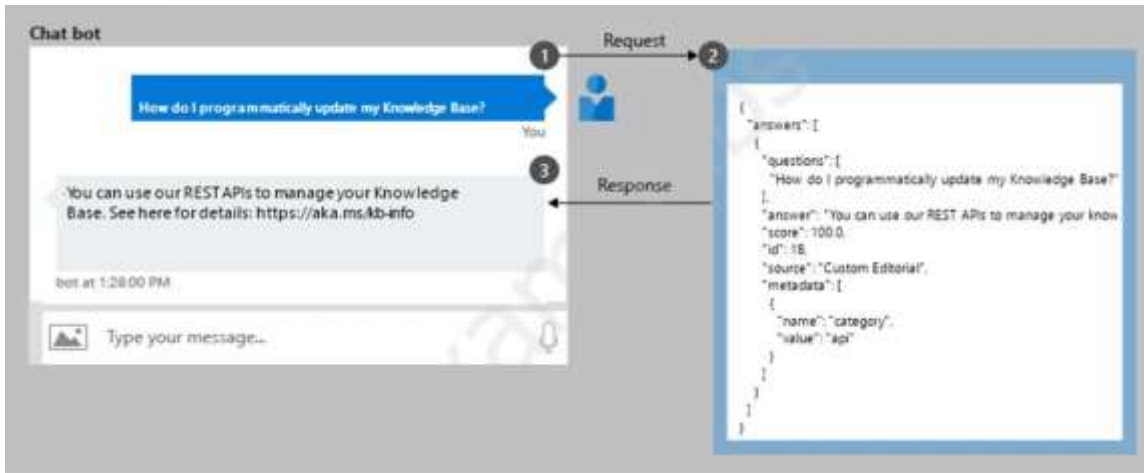 Chat bot
1
Request
2
How do I programmatically update my Knowledge Base?
You
3
Response
You can use our REST APIs to manage your Knowledge
Base. See here for details: https://aka.ms/kb-info
bot at 1:28:00 PM
Type your message...
{
"answers": [
{
"questions": [
"How do I programmatically update my Knowledge Base?"
],
"answer": "You can use our REST APIs to manage your know
"score": 100.0,
"id": 18,
"source": "Custom Editorial",
"metadata": [
{
"name": "category",
"value": "api"
}
]
}
]
}